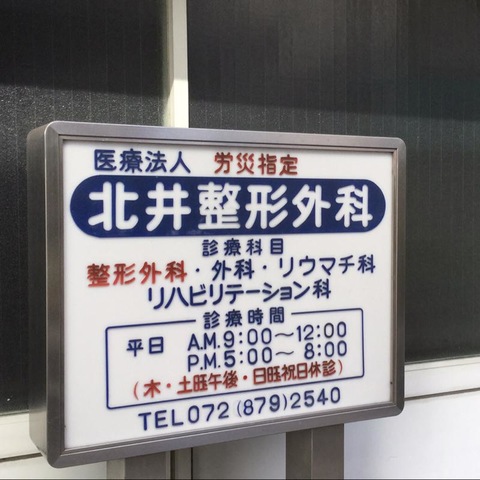 医療法人 労災指定
北井整形外科
診療科目
整形外科・外科・リウマチ科
リハビリテーション科
診療時間
平日 A.M.9:00〜12:00
P.M.5:00〜 8:00
(木・土旺午後・日旺祝日休診)
TEL072(879)2540